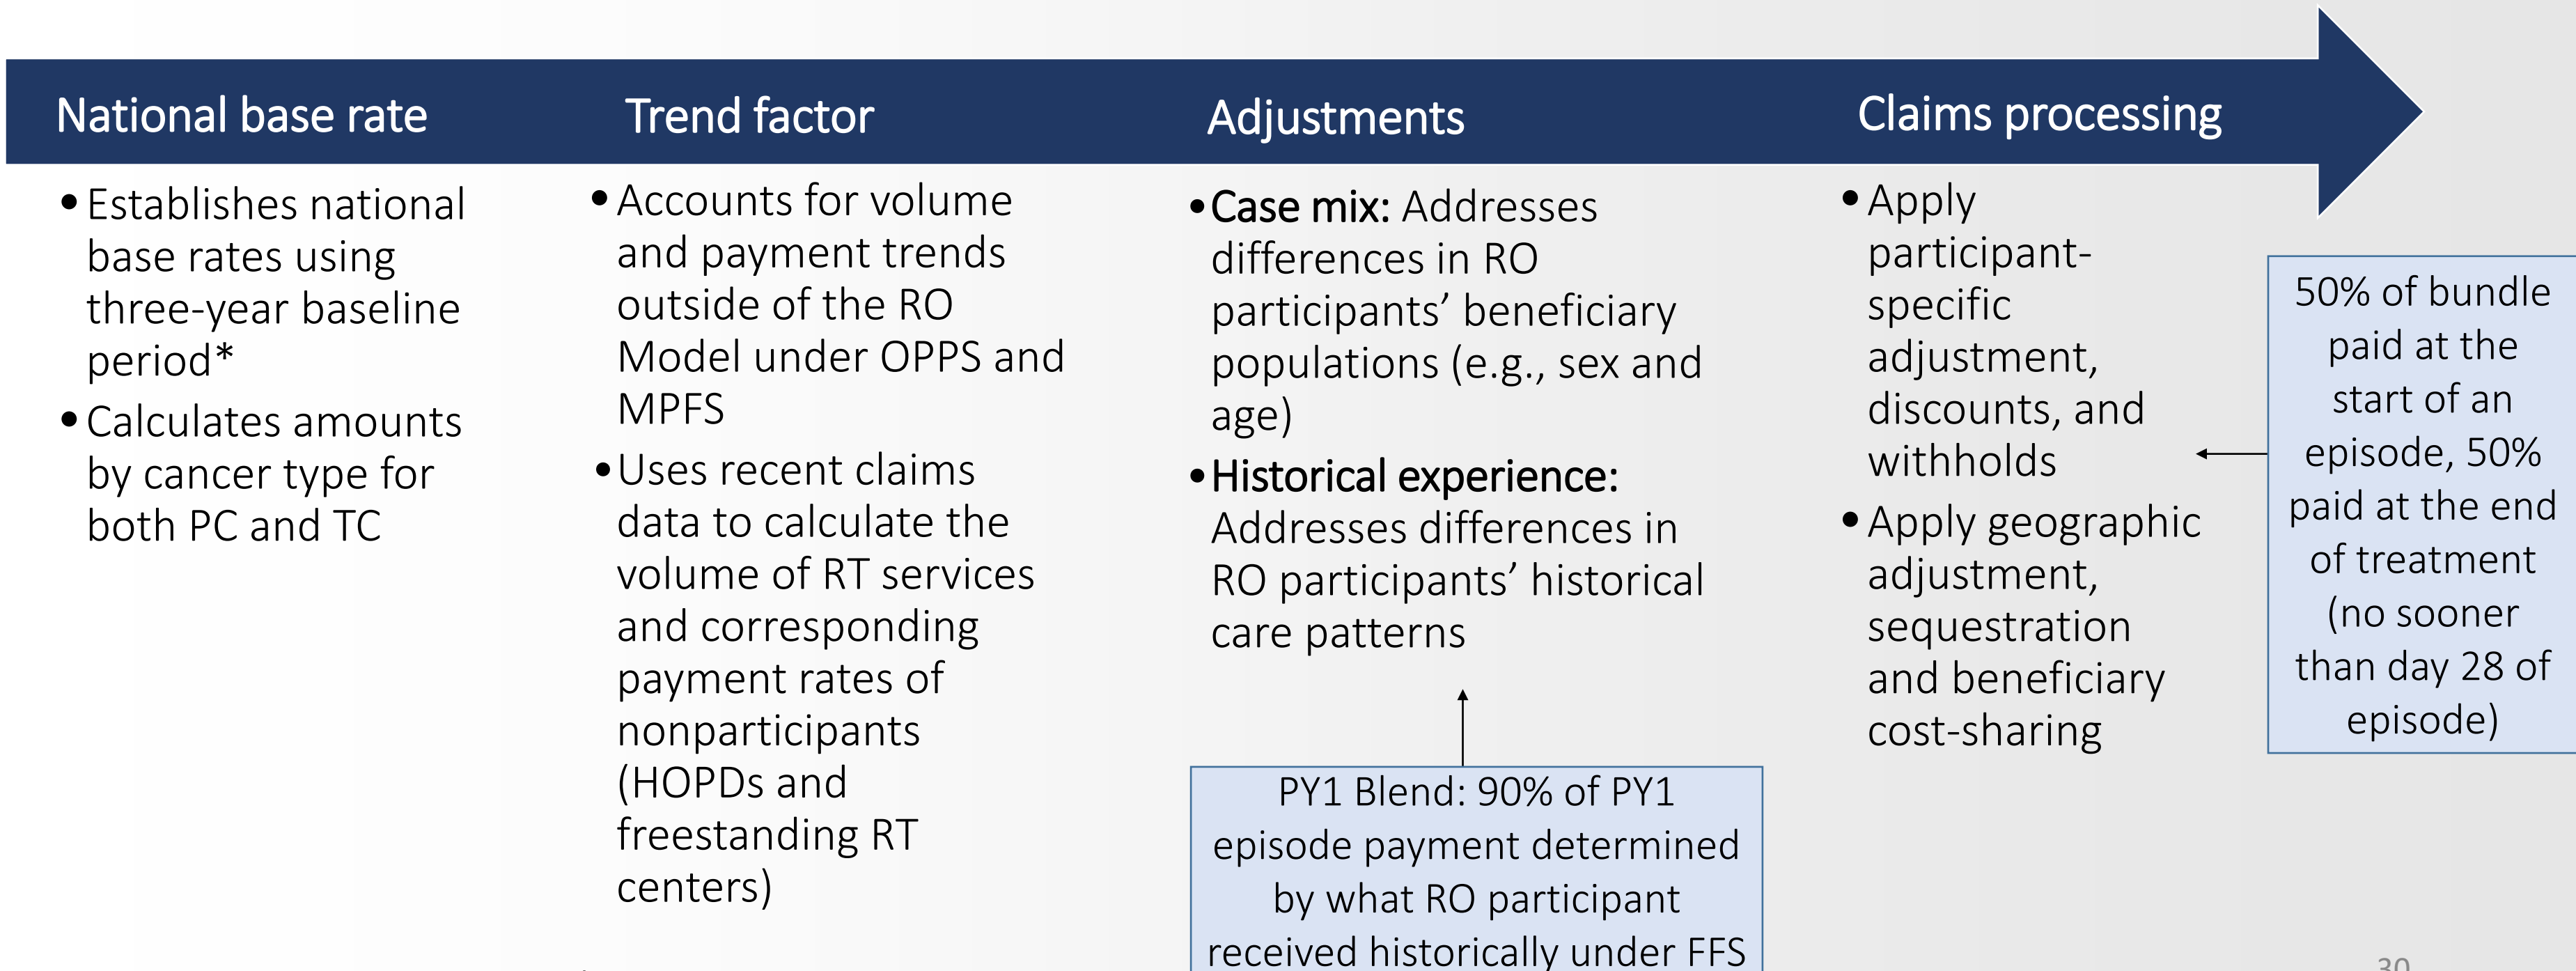 National base rate
Trend factor
Adjustments
Claims processing
•Establishes national
base rates using
three-year baseline
period*
•Calculates amounts
by cancer type for
both PC and TC
•Accounts for volume
and payment trends
outside of the RO
Model under OPPS and
MPFS
•Uses recent claims
data to calculate the
volume of RT services
and corresponding
payment rates of
nonparticipants
(HOPDs and
freestanding RT
centers)
•Case mix: Addresses
differences in RO
participants’ beneficiary
populations (e.g., sex and
age)
•Historical experience:
Addresses differences in
RO participants’ historical
care patterns
PY1 Blend: 90% of PY1
episode payment determined
by what RO participant
received historically under FFS
•Apply
participant-
specific
adjustment,
discounts, and
withholds
•Apply geographic
adjustment,
sequestration
and beneficiary
cost-sharing
50% of bundle
paid at the
start of an
episode, 50%
paid at the end
of treatment
(no sooner
than day 28 of
episode)
30